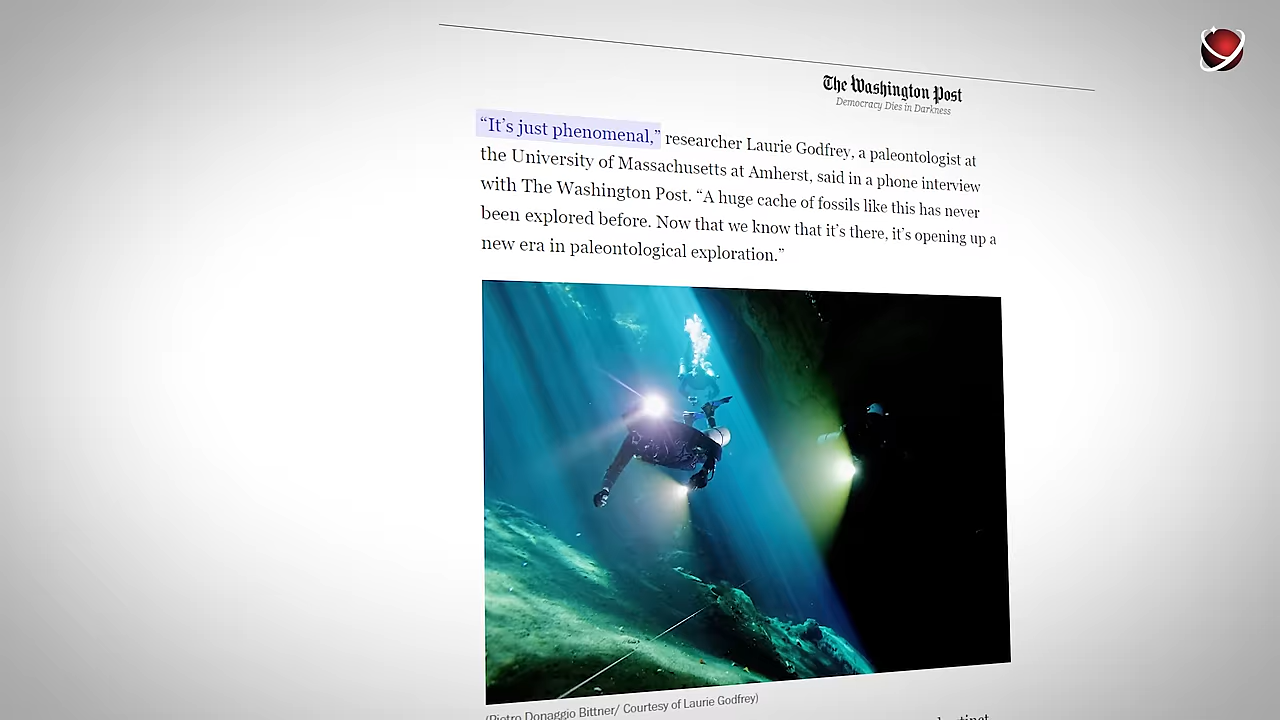 The Washington Post
Democracy Dies in Darkness
“It’s just phenomenal,” researcher Laurie Godfrey, a paleontologist at
the University of Massachusetts at Amherst, said in a phone interview
with The Washington Post. “A huge cache of fossils like this has never
been explored before. Now that we know that it’s there, it’s opening up a
new era in paleontological exploration.”
(Pietro Donaggio Bittner/ Courtesy of Laurie Godfrey)